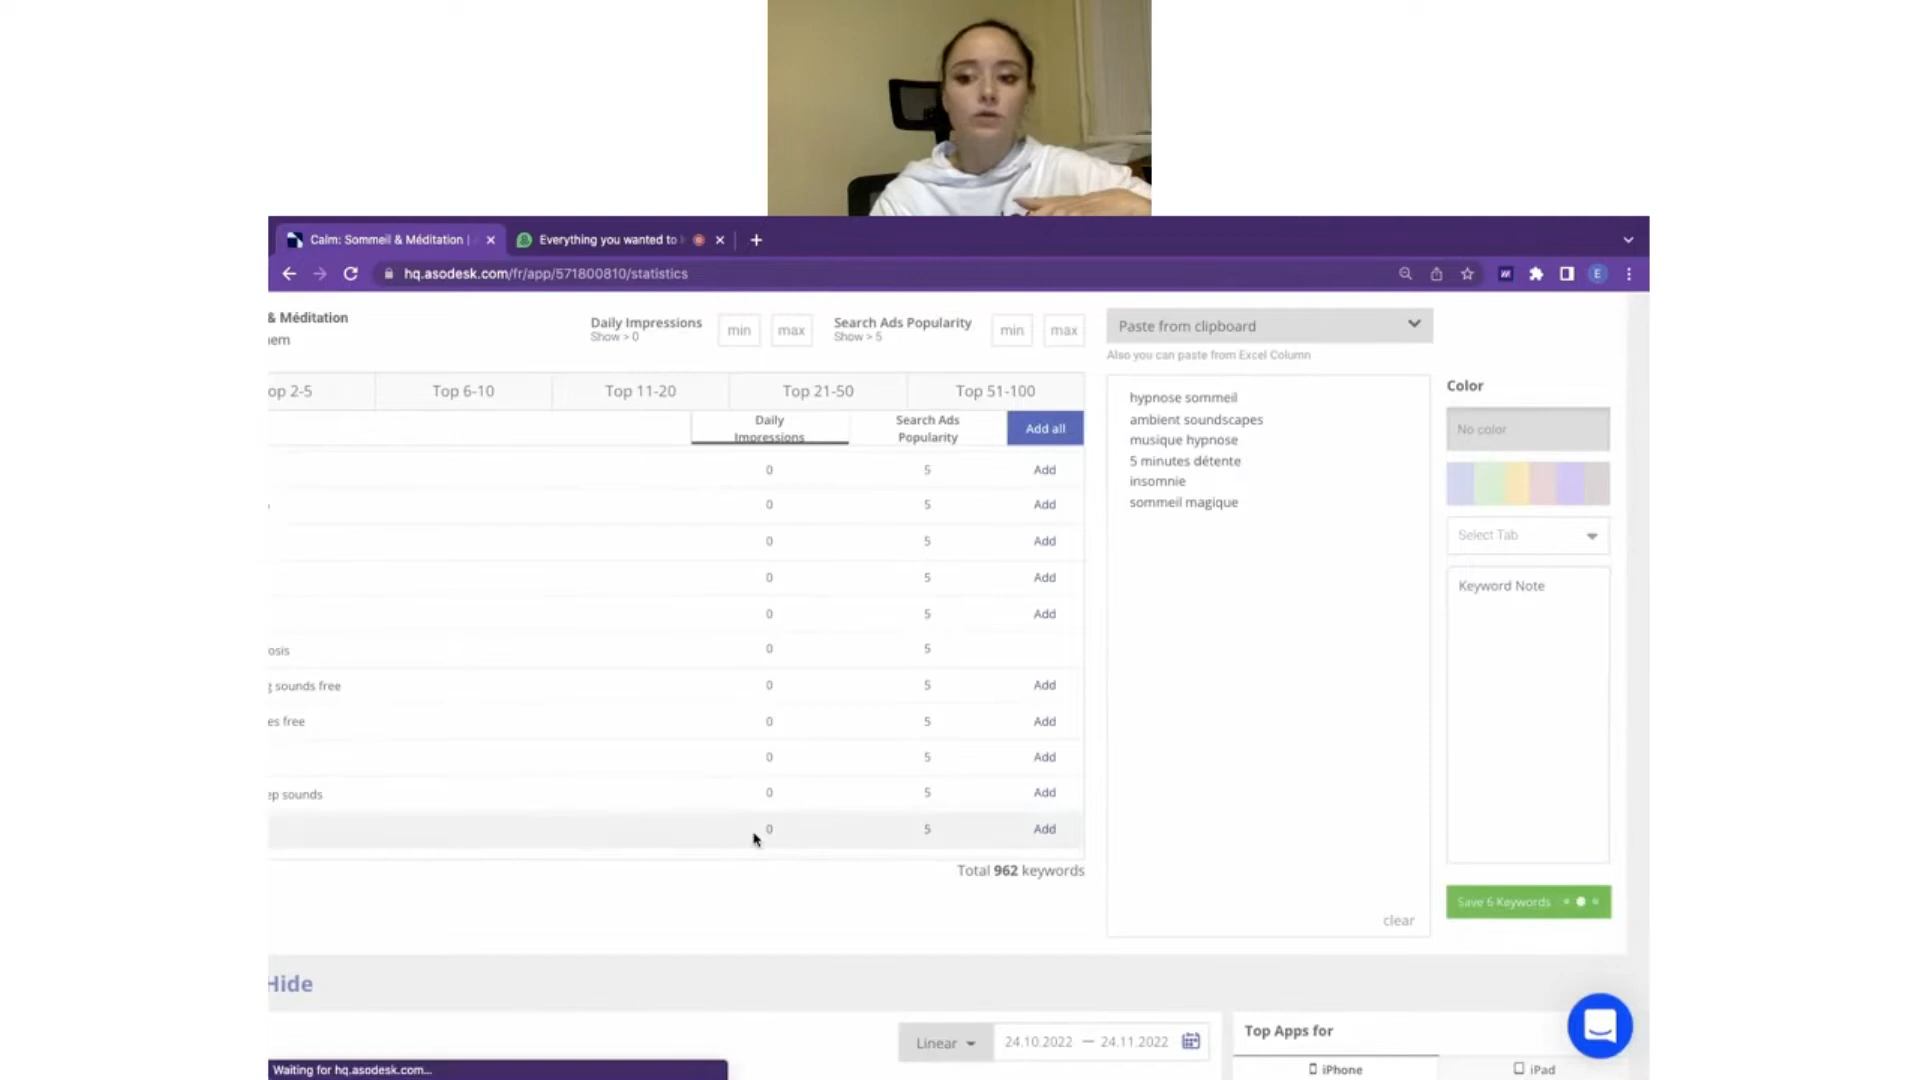 Calm: Sommeil & Méditation |
Everything you wanted to
hq.asodesk.com/fr/app/571800810/statistics
& Méditation
Daily Impressions
Show > 0
min
max
Search Ads Popularity
Show > 5
min
max
Paste from clipboard
Also you can paste from Excel Column
Top 6-10
Top 11-20
Top 21-50
Top 51-100
Daily
Impressions
Search Ads
Popularity
Add all
0 5 Add
0 5 Add
0 5 Add
0 5 Add
0 5 Add
osis 0 5
sounds free 0 5 Add
es free 0 5 Add
0 5 Add
ep sounds 0 5 Add
0 5 Add
Total 962 keywords
hypnose sommeil
ambient soundscapes
musique hypnose
5 minutes détente
insomnie
sommeil magique
clear
Color
No color
Select Tab
Keyword Note
Save 6 Keywords
Hide
Linear
24.10.2022 — 24.11.2022
Top Apps for
iPhone
iPad
Waiting for hq.asodesk.com...
E